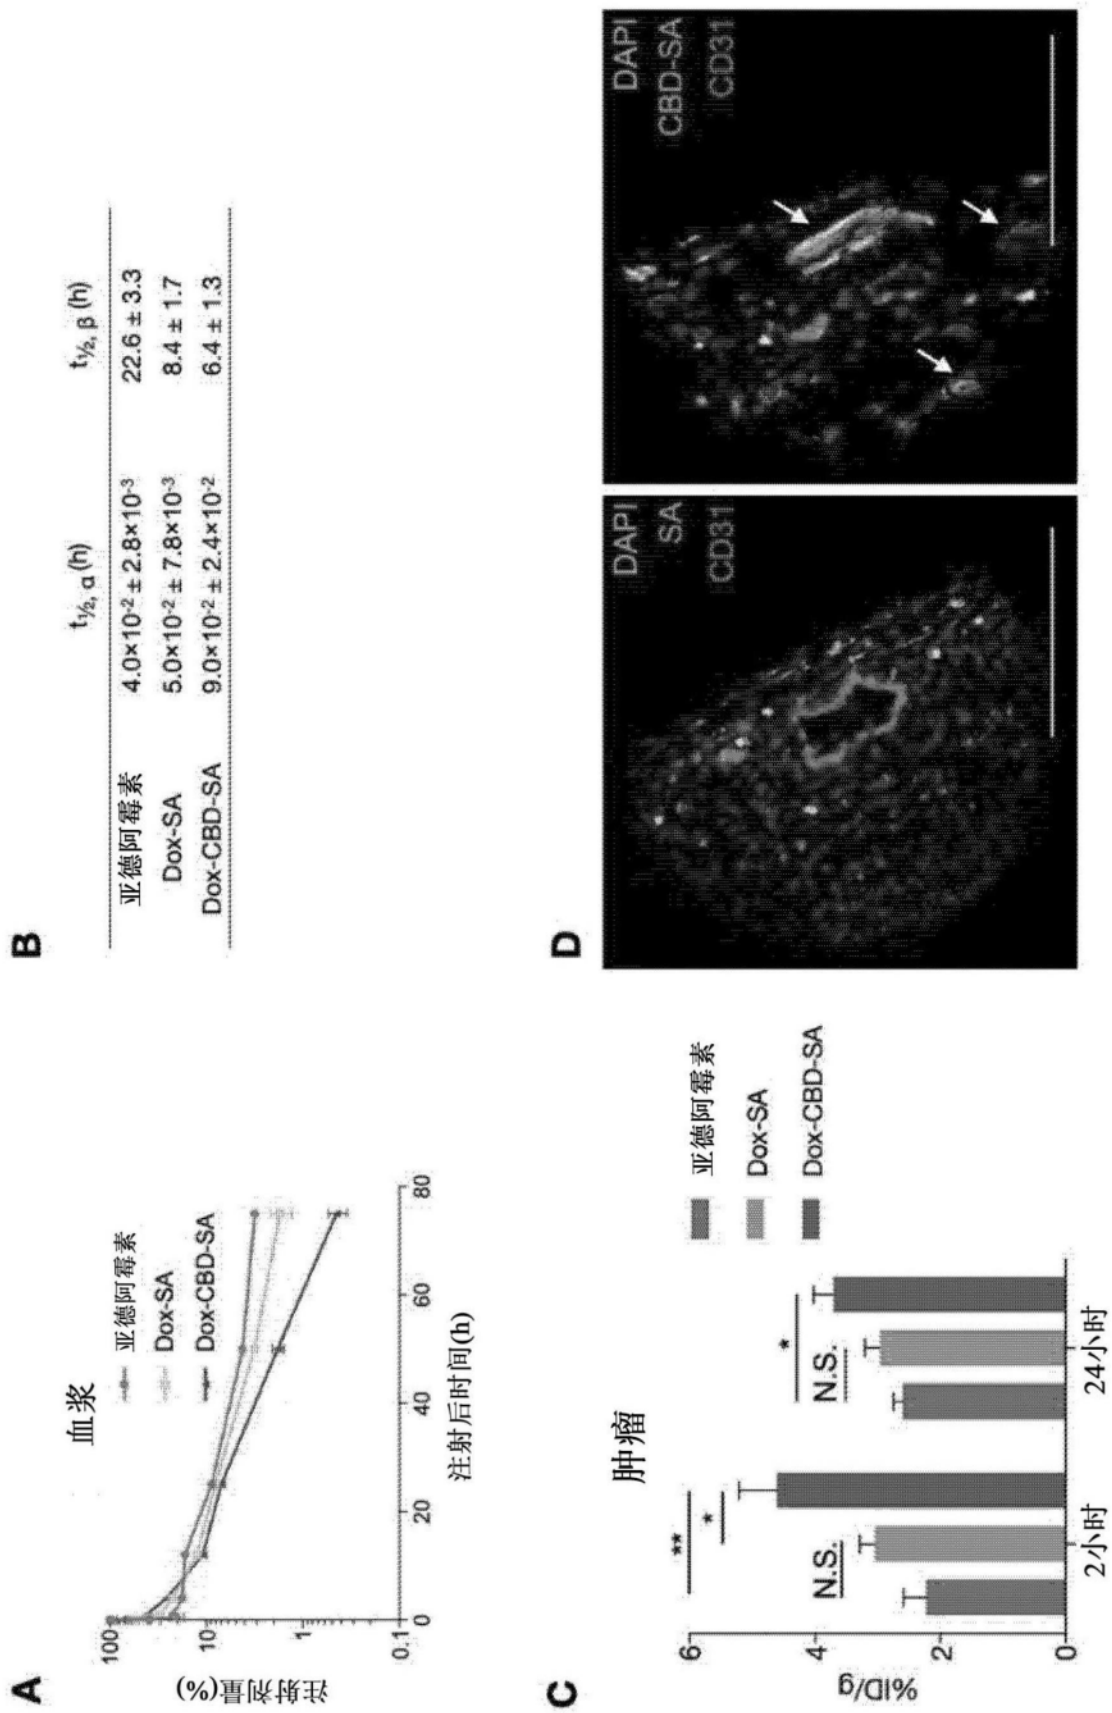 A
血浆
亚德阿霉素
Dox-SA
Dox-CBD-SA
注射剂量(%)
100
10
1
0.1
0
20
40
60
80
注射后时间(h)
B
t½, α (h)
t½, β (h)
亚德阿霉素
4.0×10⁻² ± 2.8×10⁻³
22.6 ± 3.3
Dox-SA
5.0×10⁻² ± 7.8×10⁻³
8.4 ± 1.7
Dox-CBD-SA
9.0×10⁻² ± 2.4×10⁻²
6.4 ± 1.3
C
肿瘤
%ID/g
6
4
2
0
**
*
N.S.
*
N.S.
2小时
24小时
亚德阿霉素
Dox-SA
Dox-CBD-SA
D
DAPI
SA
CD31
DAPI
CBD-SA
CD31